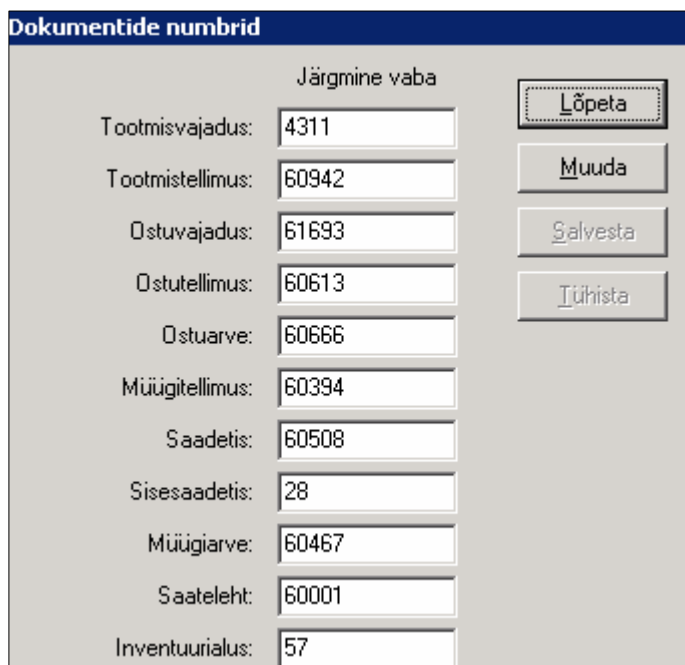 Dokumentide numbrid
Järgmine vaba
Lõpeta
Tootmisvajadus: 4311
Tootmistellimus: 60942
Muuda
Ostuvajadus: 61693
Salvesta
Ostutellimus: 60613
Tühista
Ostuarve: 60666
Müügitellimus: 60394
Saadetis: 60508
Sisesaadetis: 28
Müügiarve: 60467
Saateleht: 60001
Inventuurialus: 57